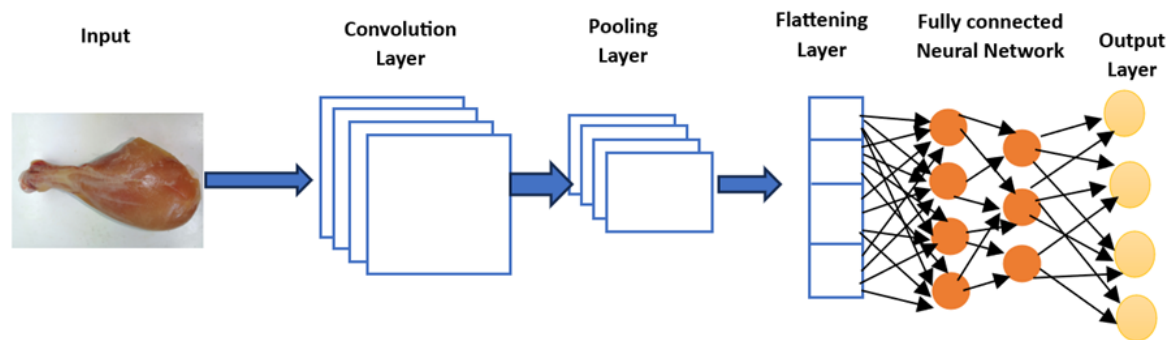 Input
Convolution
Layer
Pooling
Layer
Flattening
Layer
Fully connected
Neural Network
Output
Layer